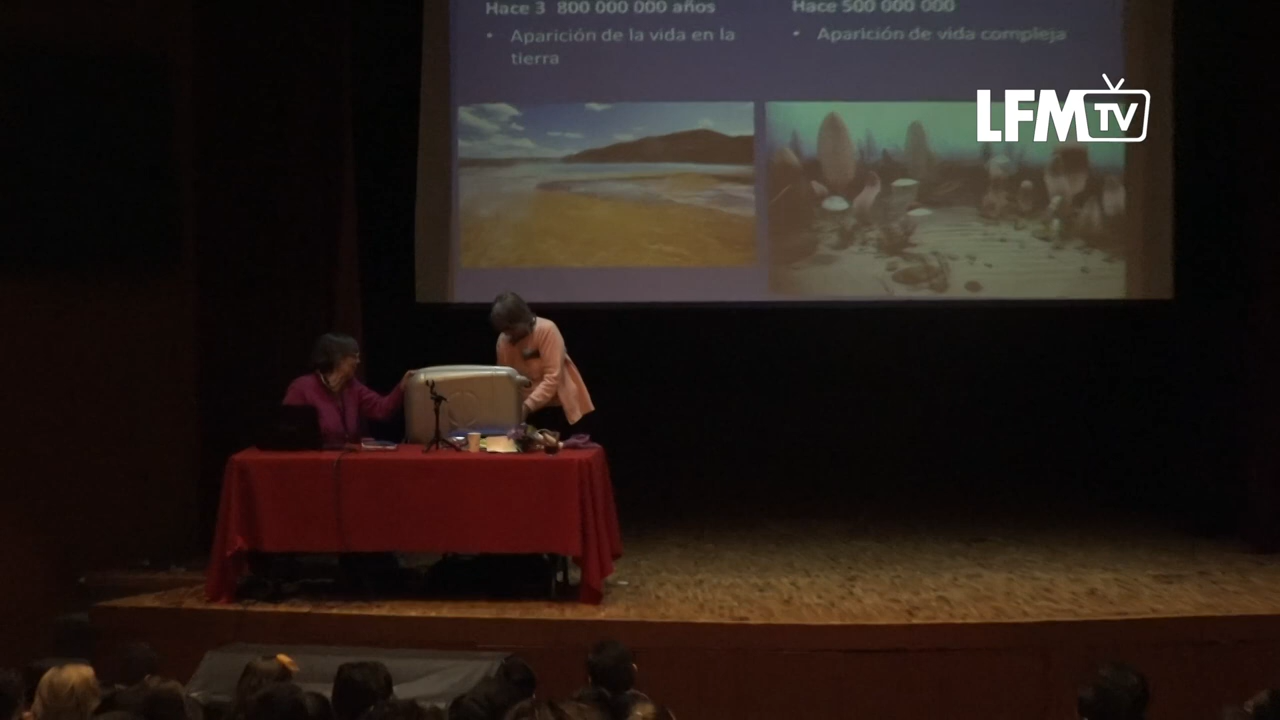 Hace 3 800 000 000 años
• Aparición de la vida en la
tierra
Hace 500 000 000
• Aparición de vida compleja
LFM TV